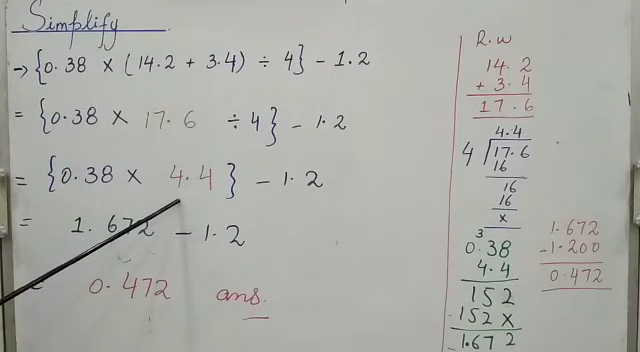 Simplify
→ {0.38 × (14.2 + 3.4) ÷ 4} - 1.2
= {0.38 × 17.6 ÷ 4} - 1.2
= {0.38 × 4.4 } - 1.2
= 1.672 - 1.2
= 0.472 ans.
R.w
14.2
+ 3.4
17.6
4.4
4 √17.6
16
16
16
x
3
0.38
4.4
152
152 X
1.672
1.672
-1.200
0.472